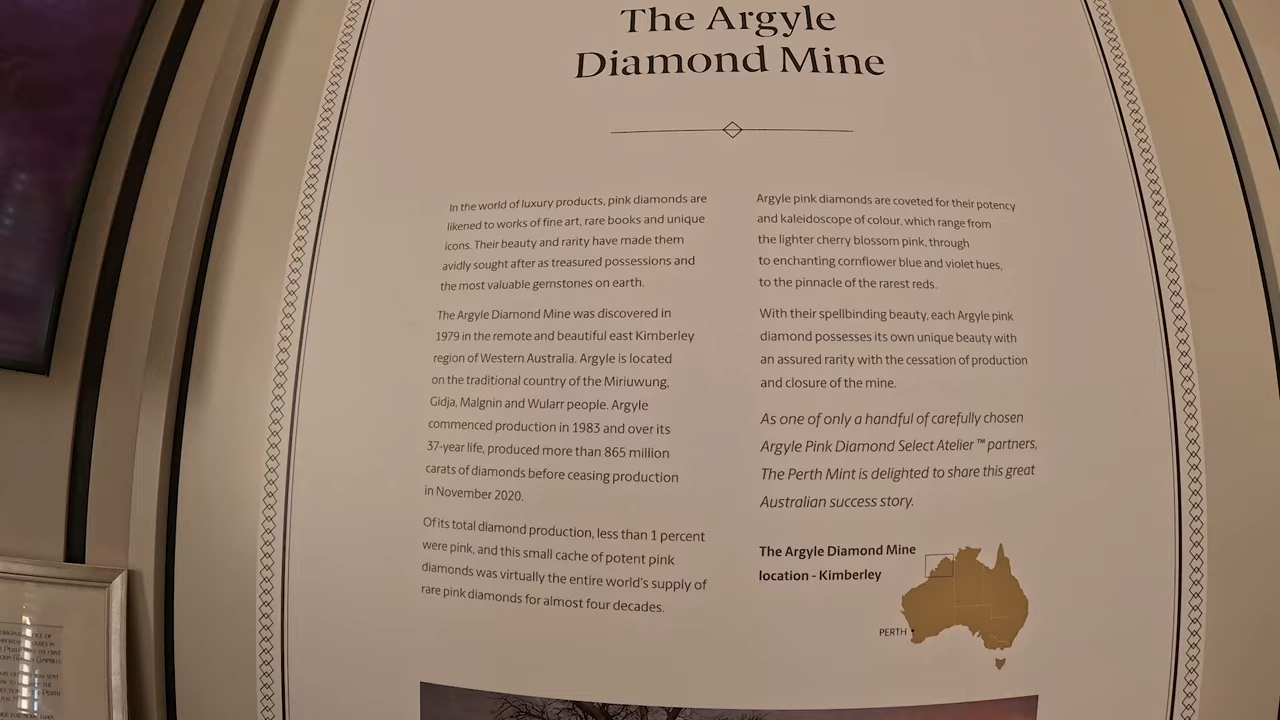 The Argyle
Diamond Mine
In the world of luxury products, pink diamonds are
likened to works of fine art, rare books and unique
icons. Their beauty and rarity have made them
avidly sought after as treasured possessions and
the most valuable gemstones on earth.
The Argyle Diamond Mine was discovered in
1979 in the remote and beautiful east Kimberley
region of Western Australia. Argyle is located
on the traditional country of the Miriuwung,
Gidja, Malgnin and Wularr people. Argyle
commenced production in 1983 and over its
37-year life, produced more than 865 million
carats of diamonds before ceasing production
in November 2020.
Of its total diamond production, less than 1 percent
were pink, and this small cache of potent pink
diamonds was virtually the entire world's supply of
rare pink diamonds for almost four decades.
Argyle pink diamonds are coveted for their potency
and kaleidoscope of colour, which range from
the lighter cherry blossom pink, through
to enchanting cornflower blue and violet hues,
to the pinnacle of the rarest reds.
With their spellbinding beauty, each Argyle pink
diamond possesses its own unique beauty with
an assured rarity with the cessation of production
and closure of the mine.
As one of only a handful of carefully chosen
Argyle Pink Diamond Select Atelier™ partners,
The Perth Mint is delighted to share this great
Australian success story.
The Argyle Diamond Mine
location - Kimberley
PERTH